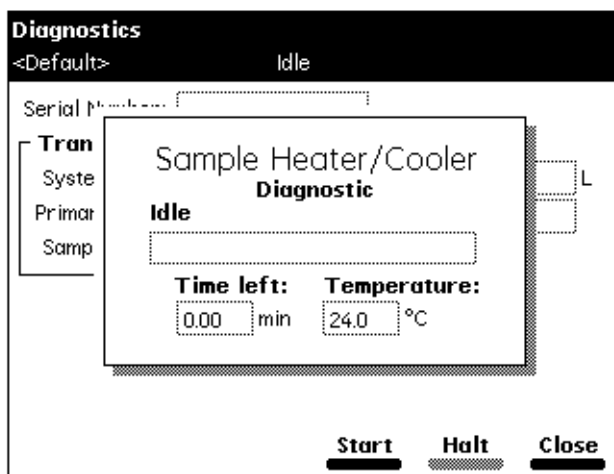 Diagnostics
<Default> Idle
Serial
Tran
Syste L
Primar
Samp
Sample Heater/Cooler
Diagnostic
Idle
Time left: Temperature:
0.00 min 24.0 °C
Start Halt Close